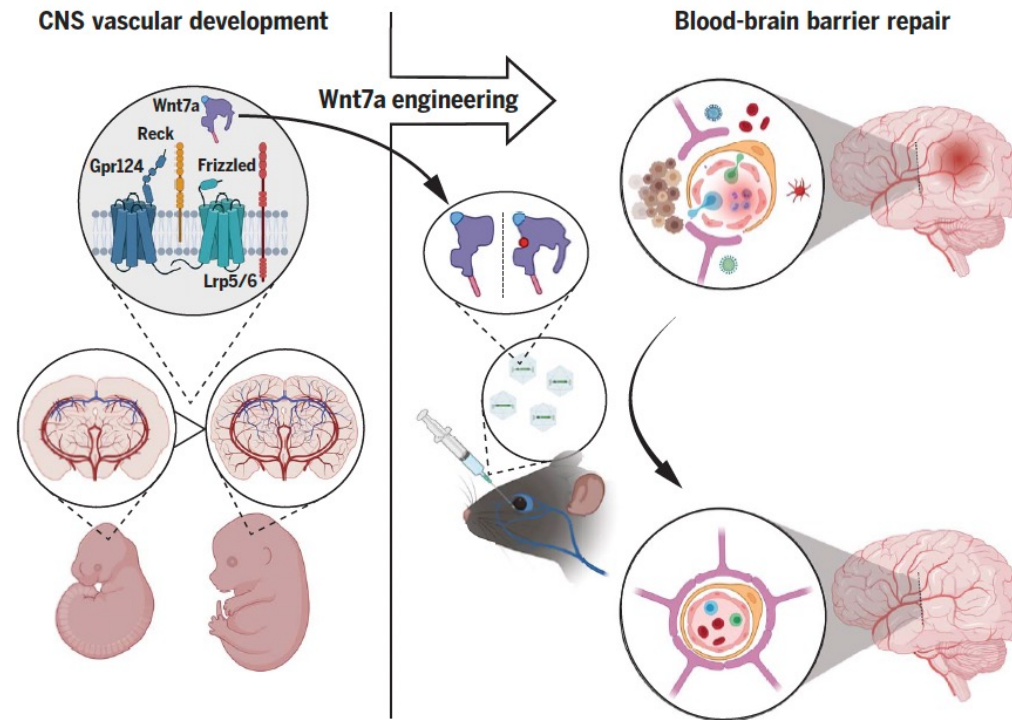 CNS vascular development
Blood-brain barrier repair
Wnt7a engineering
Wnt7a
Reck
Gpr124
Frizzled
Lrp5/6